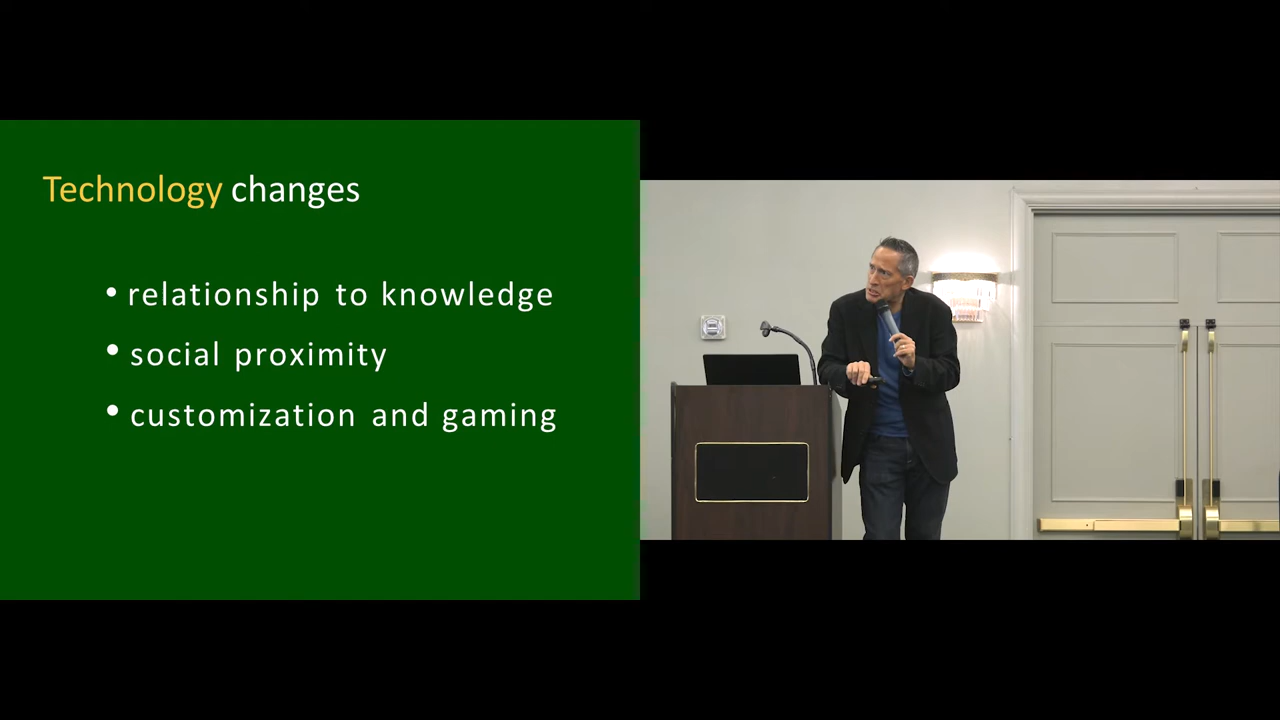 Technology changes
• relationship to knowledge
• social proximity
• customization and gaming